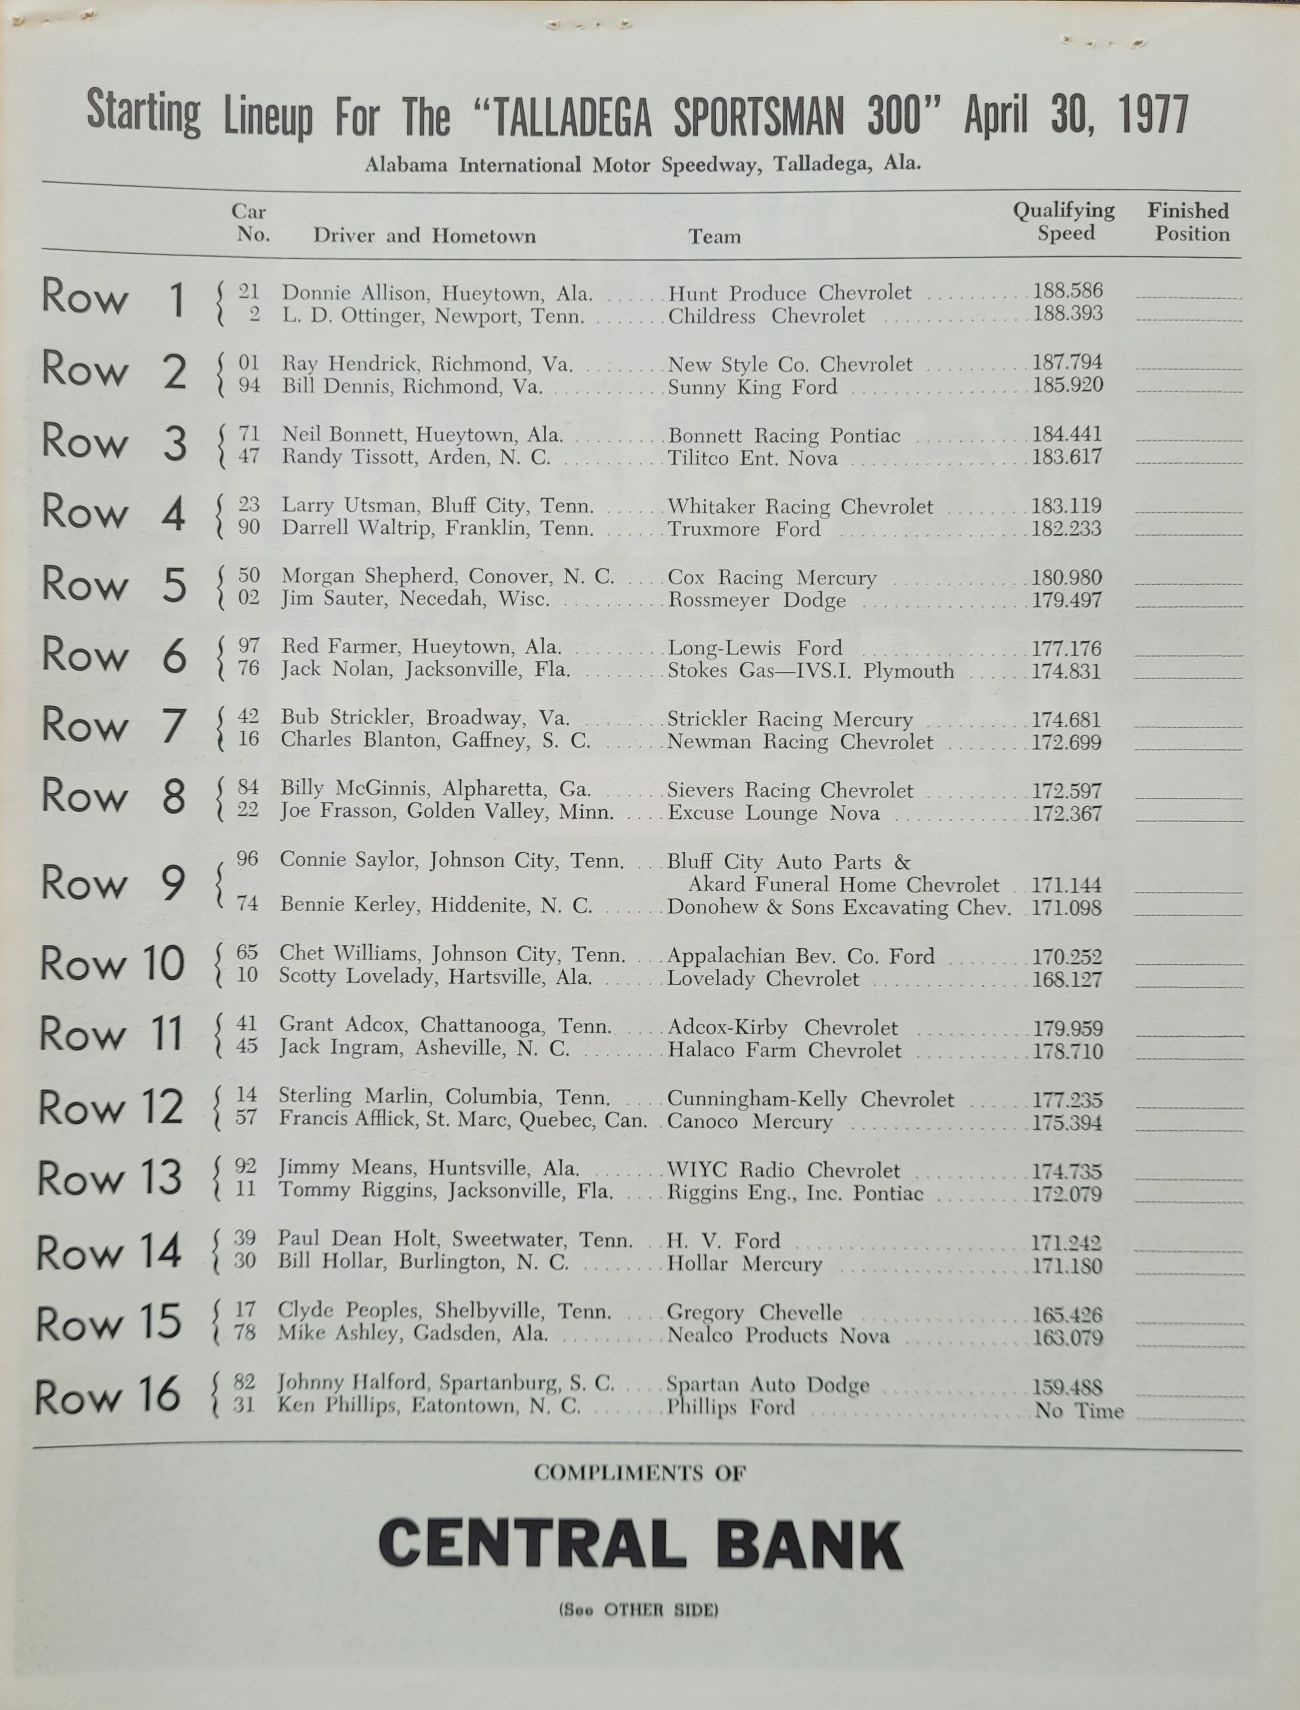 Starting Lineup For The "TALLADEGA SPORTSMAN 300" April 30, 1977
Alabama International Motor Speedway, Talladega, Ala.
Car No. Driver and Hometown Team Qualifying Speed Finished Position
Row 1 21 Donnie Allison, Hueytown, Ala. Hunt Produce Chevrolet 188.586
2 L. D. Ottinger, Newport, Tenn. Childress Chevrolet 188.393
Row 2 01 Ray Hendrick, Richmond, Va. New Style Co. Chevrolet 187.794
94 Bill Dennis, Richmond, Va. Sunny King Ford 185.920
Row 3 71 Neil Bonnett, Hueytown, Ala. Bonnett Racing Pontiac 184.441
47 Randy Tissott, Arden, N. C. Tilitco Ent. Nova 183.617
Row 4 23 Larry Utsman, Bluff City, Tenn. Whitaker Racing Chevrolet 183.119
90 Darrell Waltrip, Franklin, Tenn. Truxmore Ford 182.233
Row 5 50 Morgan Shepherd, Conover, N. C. Cox Racing Mercury 180.980
02 Jim Sauter, Necedah, Wisc. Rossmeyer Dodge 179.497
Row 6 97 Red Farmer, Hueytown, Ala. Long-Lewis Ford 177.176
76 Jack Nolan, Jacksonville, Fla. Stokes Gas—IVS.I. Plymouth 174.831
Row 7 42 Bub Strickler, Broadway, Va. Strickler Racing Mercury 174.681
16 Charles Blanton, Gaffney, S. C. Newman Racing Chevrolet 172.699
Row 8 84 Billy McGinnis, Alpharetta, Ga. Sievers Racing Chevrolet 172.597
22 Joe Frasson, Golden Valley, Minn. Excuse Lounge Nova 172.367
Row 9 96 Connie Saylor, Johnson City, Tenn. Bluff City Auto Parts &
Akard Funeral Home Chevrolet 171.144
74 Bennie Kerley, Hiddenite, N. C. Donohew & Sons Excavating Chev. 171.098
Row 10 65 Chet Williams, Johnson City, Tenn. Appalachian Bev. Co. Ford 170.252
10 Scotty Lovelady, Hartsville, Ala. Lovelady Chevrolet 168.127
Row 11 41 Grant Adcox, Chattanooga, Tenn. Adcox-Kirby Chevrolet 179.959
45 Jack Ingram, Asheville, N. C. Halaco Farm Chevrolet 178.710
Row 12 14 Sterling Marlin, Columbia, Tenn. Cunningham-Kelly Chevrolet 177.235
57 Francis Afflick, St. Marc, Quebec, Can. Canoco Mercury 175.394
Row 13 92 Jimmy Means, Huntsville, Ala. WIYC Radio Chevrolet 174.735
11 Tommy Riggins, Jacksonville, Fla. Riggins Eng., Inc. Pontiac 172.079
Row 14 39 Paul Dean Holt, Sweetwater, Tenn. H. V. Ford 171.242
30 Bill Hollar, Burlington, N. C. Hollar Mercury 171.180
Row 15 17 Clyde Peoples, Shelbyville, Tenn. Gregory Chevelle 165.426
78 Mike Ashley, Gadsden, Ala. Nealco Products Nova 163.079
Row 16 82 Johnny Halford, Spartanburg, S. C. Spartan Auto Dodge 159.488
31 Ken Phillips, Eatontown, N. C. Phillips Ford No Time
COMPLIMENTS OF
CENTRAL BANK
(See OTHER SIDE)